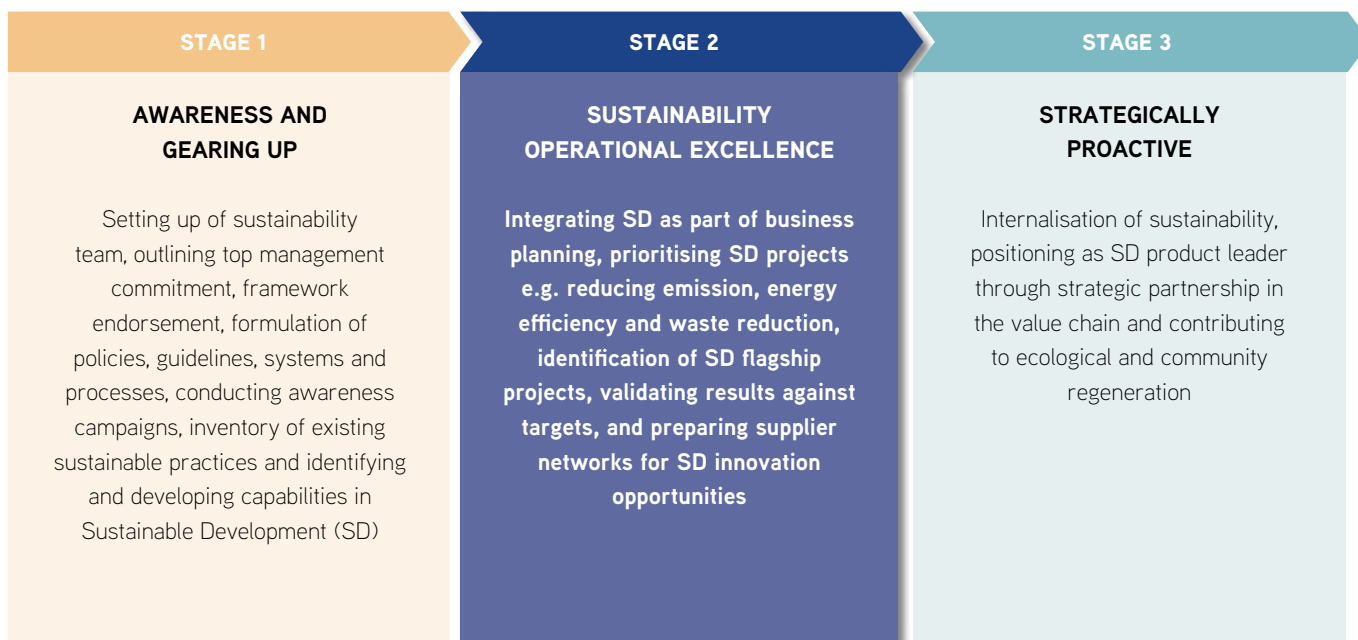 STAGE 1
AWARENESS AND
GEARING UP
Setting up of sustainability
team, outlining top management
commitment, framework
endorsement, formulation of
policies, guidelines, systems and
processes, conducting awareness
campaigns, inventory of existing
sustainable practices and identifying
and developing capabilities in
Sustainable Development (SD)
STAGE 2
SUSTAINABILITY
OPERATIONAL EXCELLENCE
Integrating SD as part of business
planning, prioritising SD projects
e.g. reducing emission, energy
efficiency and waste reduction,
identification of SD flagship
projects, validating results against
targets, and preparing supplier
networks for SD innovation
opportunities
STAGE 3
STRATEGICALLY
PROACTIVE
Internalisation of sustainability,
positioning as SD product leader
through strategic partnership in
the value chain and contributing
to ecological and community
regeneration